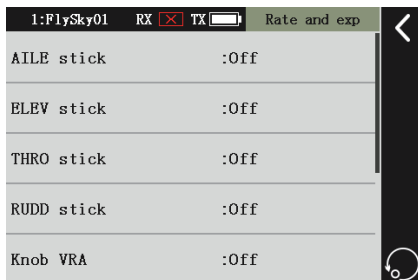 1:FlySky01 RX TX Rate and exp
AILE stick :Off
ELEV stick :Off
THRO stick :Off
RUDD stick :Off
Knob VRA :Off